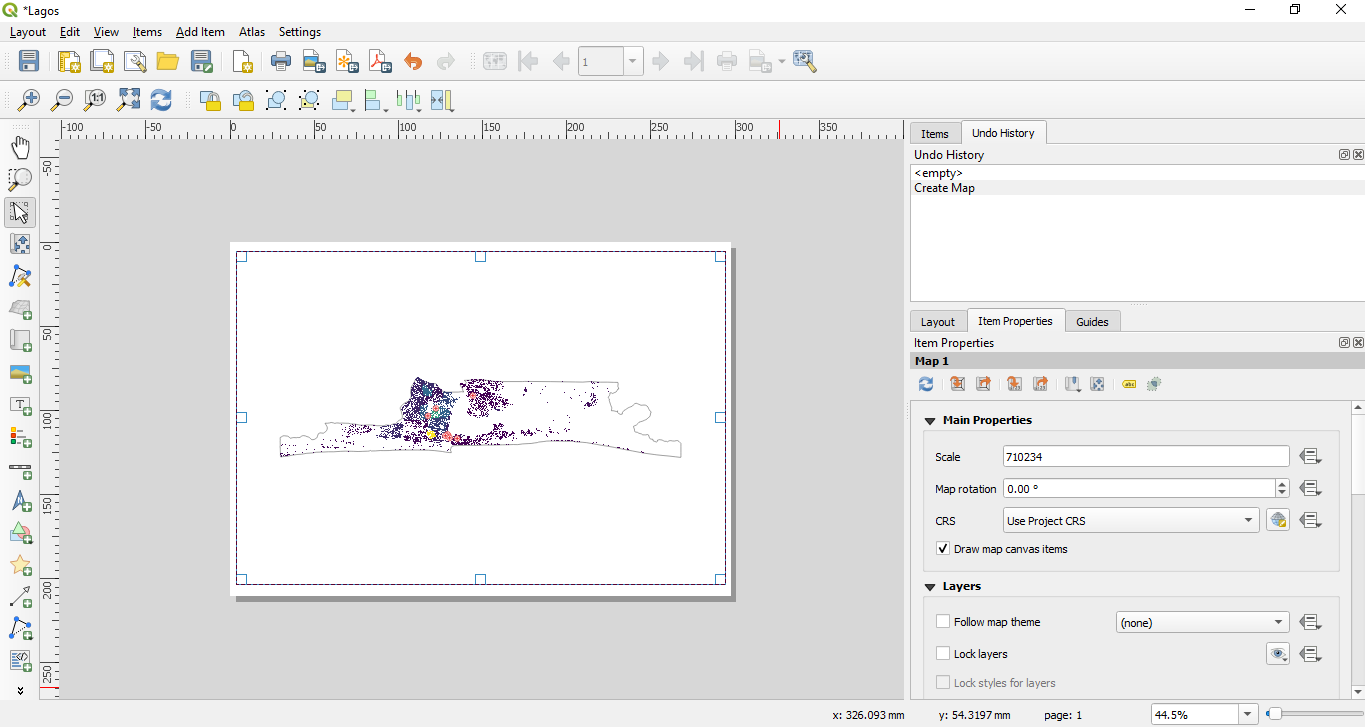 *Lagos
Layout Edit View Items Add Item Atlas Settings
1
1:1
-100 -50 0 50 100 150 200 250 300 350
Items Undo History
-50
0
50
100
150
200
250
Undo History
<empty>
Create Map
Layout Item Properties Guides
Item Properties
Map 1
abc
Main Properties
Scale 710234
Map rotation 0.00 °
CRS Use Project CRS
Draw map canvas items
Layers
Follow map theme (none)
Lock layers
Lock styles for layers
x: 326.093 mm y: 54.3197 mm page: 1 44.5%